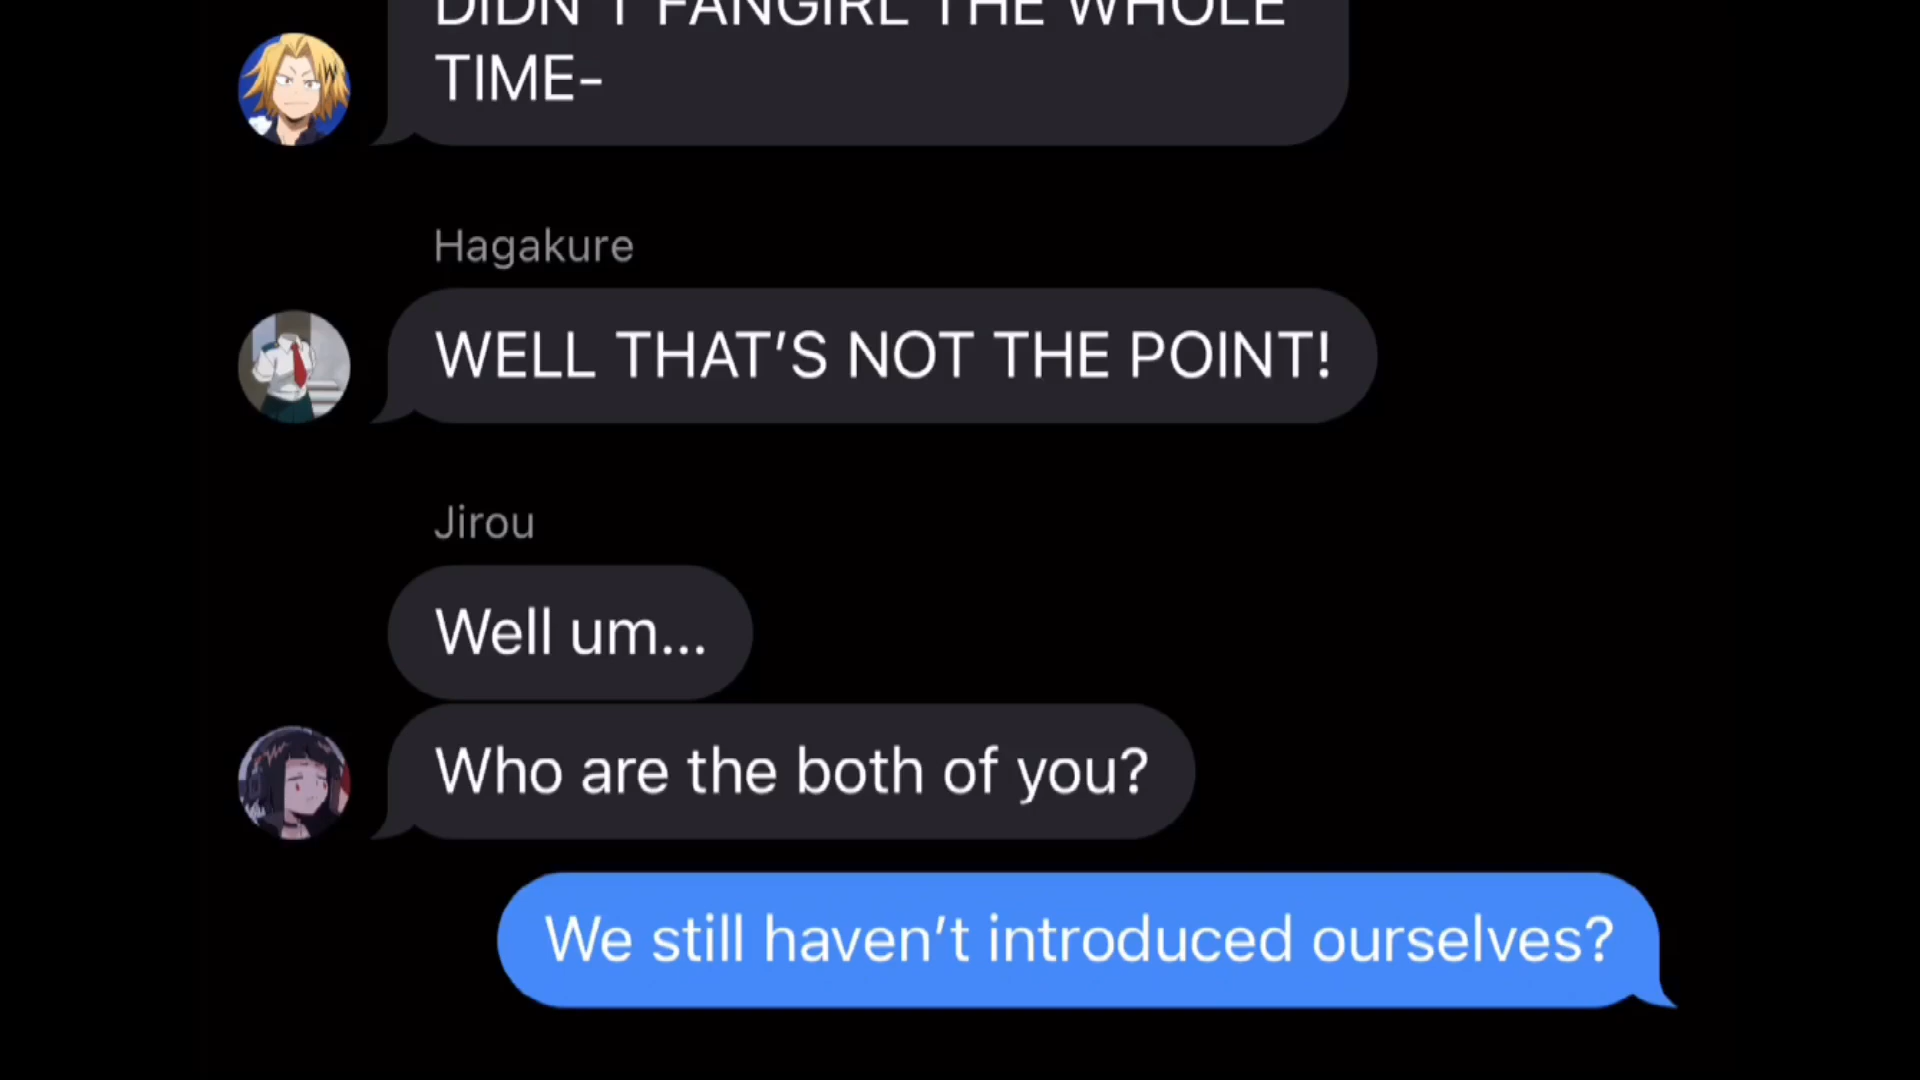 DIDN'T FANGIRL THE WHOLE
TIME-
Hagakure
WELL THAT’S NOT THE POINT!
Jirou
Well um...
Who are the both of you?
We still haven’t introduced ourselves?